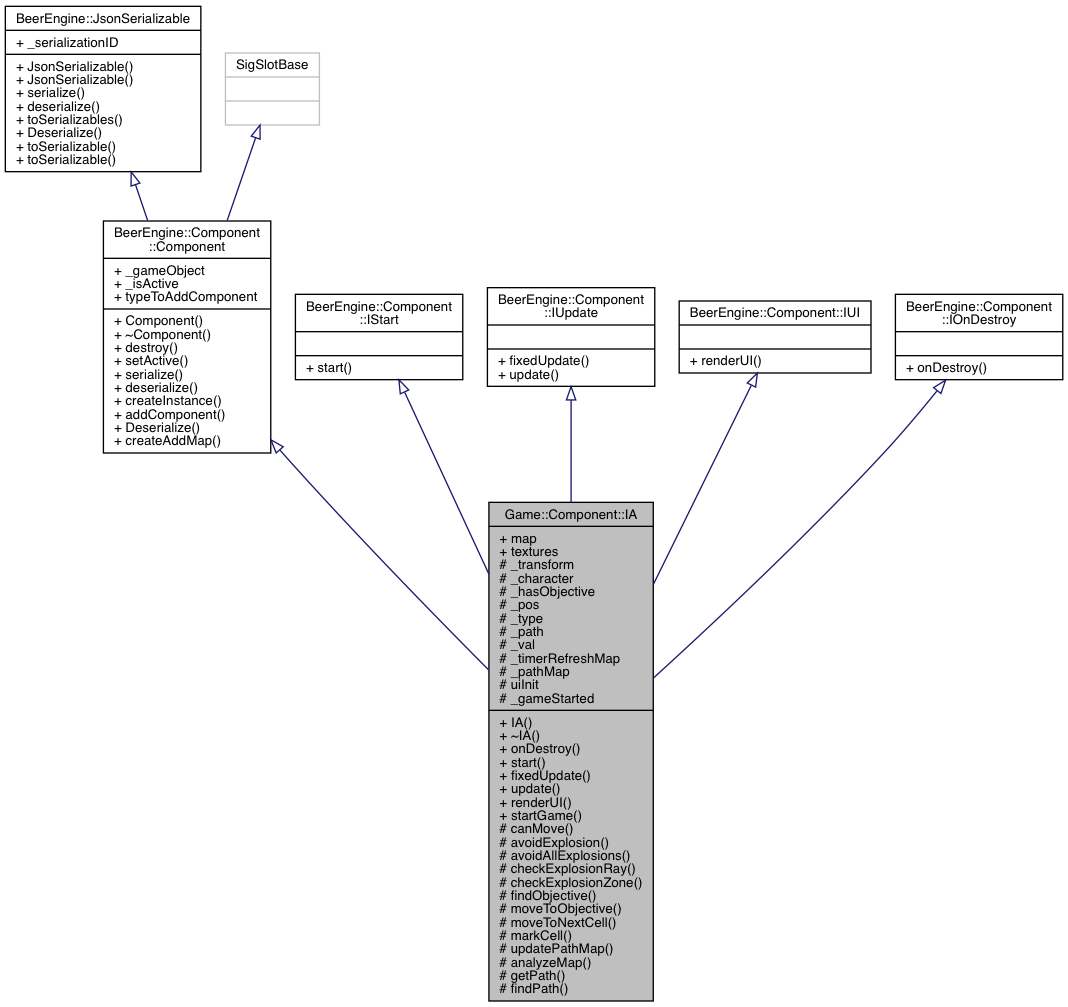 BeerEngine::JsonSerializable
+ _serializationID
+ JsonSerializable()
+ JsonSerializable()
+ serialize()
+ deserialize()
+ toSerializables()
+ Deserialize()
+ toSerializable()
+ toSerializable()
SigSlotBase
BeerEngine::Component
::Component
+ _gameObject
+ _isActive
+ typeToAddComponent
+ Component()
+ ~Component()
+ destroy()
+ setActive()
+ serialize()
+ deserialize()
+ createInstance()
+ addComponent()
+ Deserialize()
+ createAddMap()
BeerEngine::Component
::IStart
+ start()
BeerEngine::Component
::IUpdate
+ fixedUpdate()
+ update()
BeerEngine::Component::IUI
+ renderUI()
BeerEngine::Component
::IOnDestroy
+ onDestroy()
Game::Component::IA
+ map
+ textures
# _transform
# _character
# _hasObjective
# _pos
# _type
# _path
# _val
# _timerRefreshMap
# _pathMap
# uiInit
# _gameStarted
+ IA()
+ ~IA()
+ onDestroy()
+ start()
+ fixedUpdate()
+ update()
+ renderUI()
+ startGame()
# canMove()
# avoidExplosion()
# avoidAllExplosions()
# checkExplosionRay()
# checkExplosionZone()
# findObjective()
# moveToObjective()
# moveToNextCell()
# markCell()
# updatePathMap()
# analyzeMap()
# getPath()
# findPath()